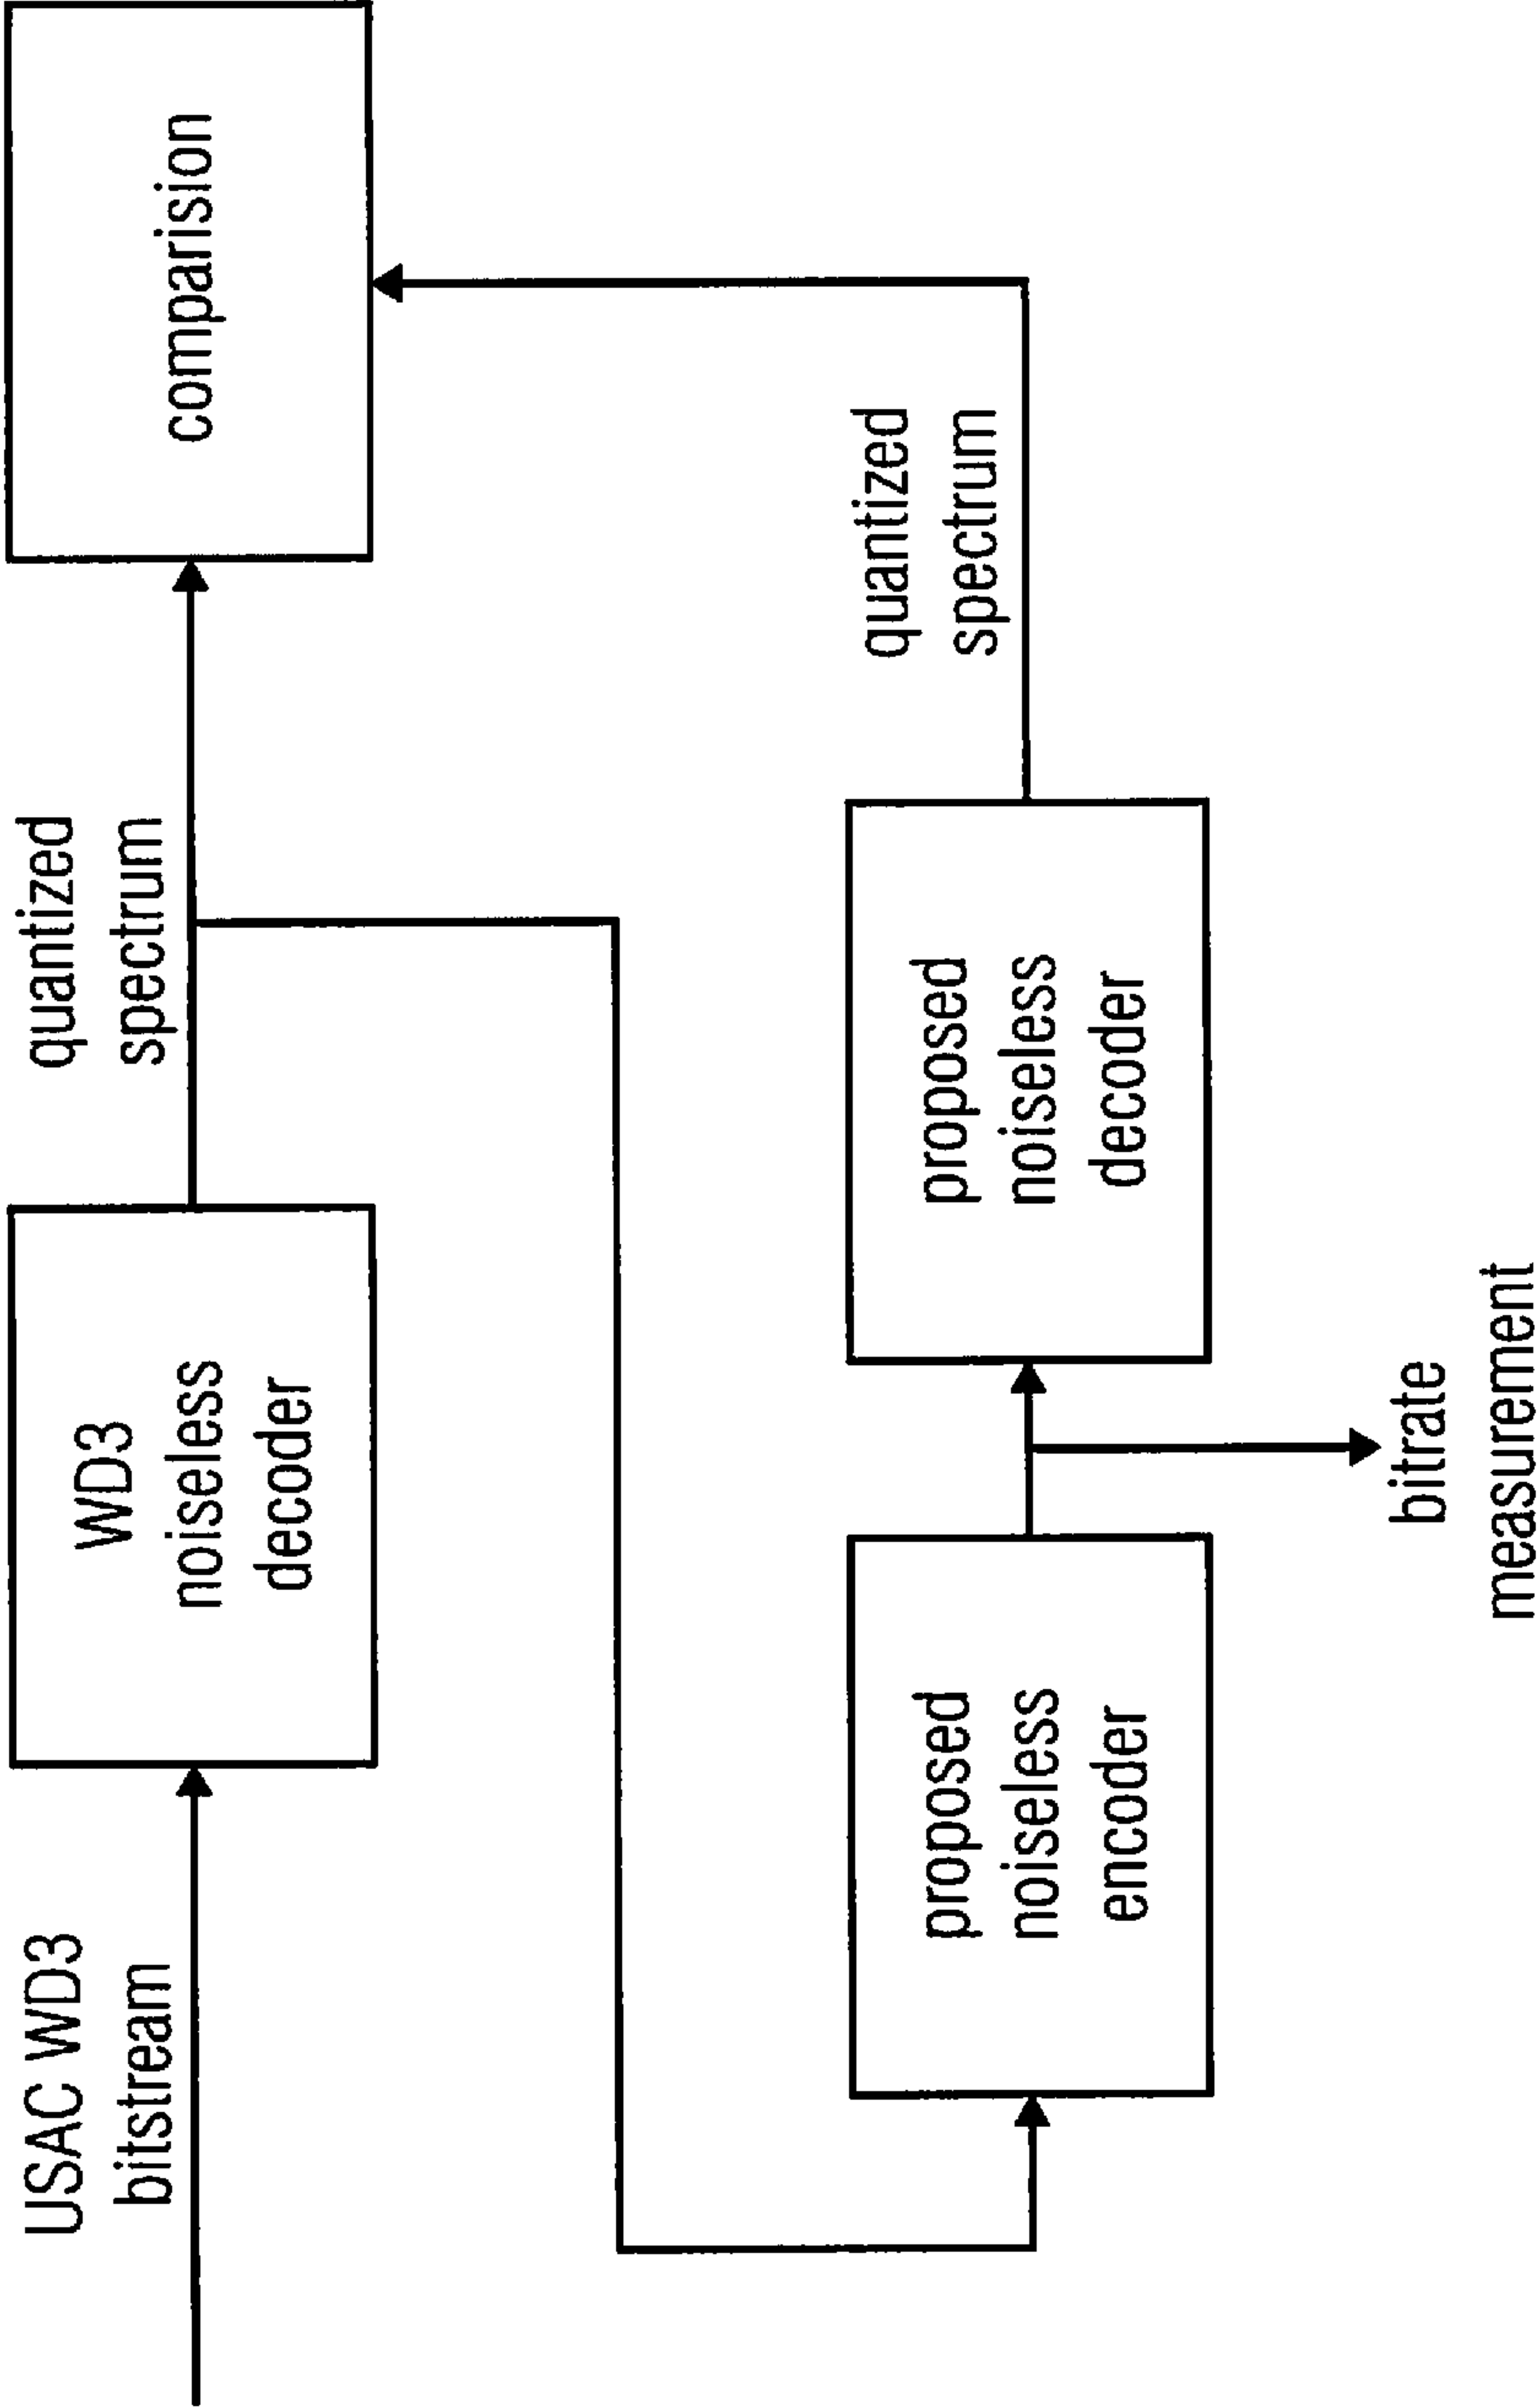 USAC WD3
bitstream
WD3
noiseless
decoder
quantized
spectrum
comparision
proposed
noiseless
encoder
bitrate
measurement
proposed
noiseless
decoder
quantized
spectrum